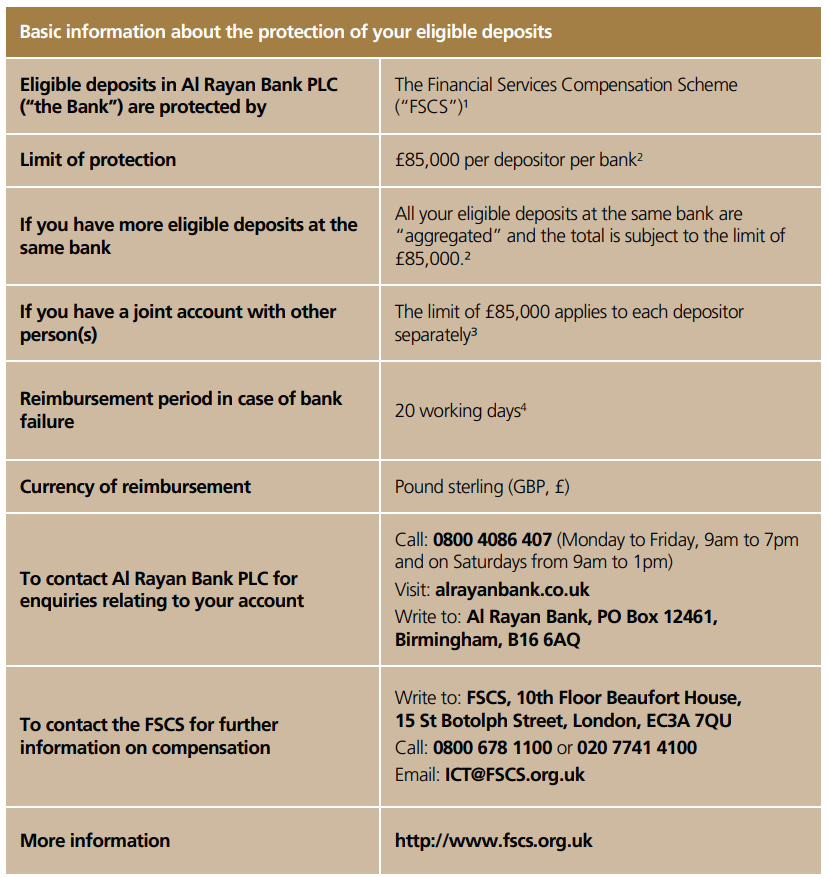 Basic information about the protection of your eligible deposits
Eligible deposits in Al Rayan Bank PLC
(“the Bank”) are protected by
The Financial Services Compensation Scheme
(“FSCS”)¹
Limit of protection
£85,000 per depositor per bank²
If you have more eligible deposits at the
same bank
All your eligible deposits at the same bank are
“aggregated” and the total is subject to the limit of
£85,000.²
If you have a joint account with other
person(s)
The limit of £85,000 applies to each depositor
separately³
Reimbursement period in case of bank
failure
20 working days⁴
Currency of reimbursement
Pound sterling (GBP, £)
To contact Al Rayan Bank PLC for
enquiries relating to your account
Call: 0800 4086 407 (Monday to Friday, 9am to 7pm
and on Saturdays from 9am to 1pm)
Visit: alrayanbank.co.uk
Write to: Al Rayan Bank, PO Box 12461,
Birmingham, B16 6AQ
To contact the FSCS for further
information on compensation
Write to: FSCS, 10th Floor Beaufort House,
15 St Botolph Street, London, EC3A 7QU
Call: 0800 678 1100 or 020 7741 4100
Email: ICT@FSCS.org.uk
More information
http://www.fscs.org.uk